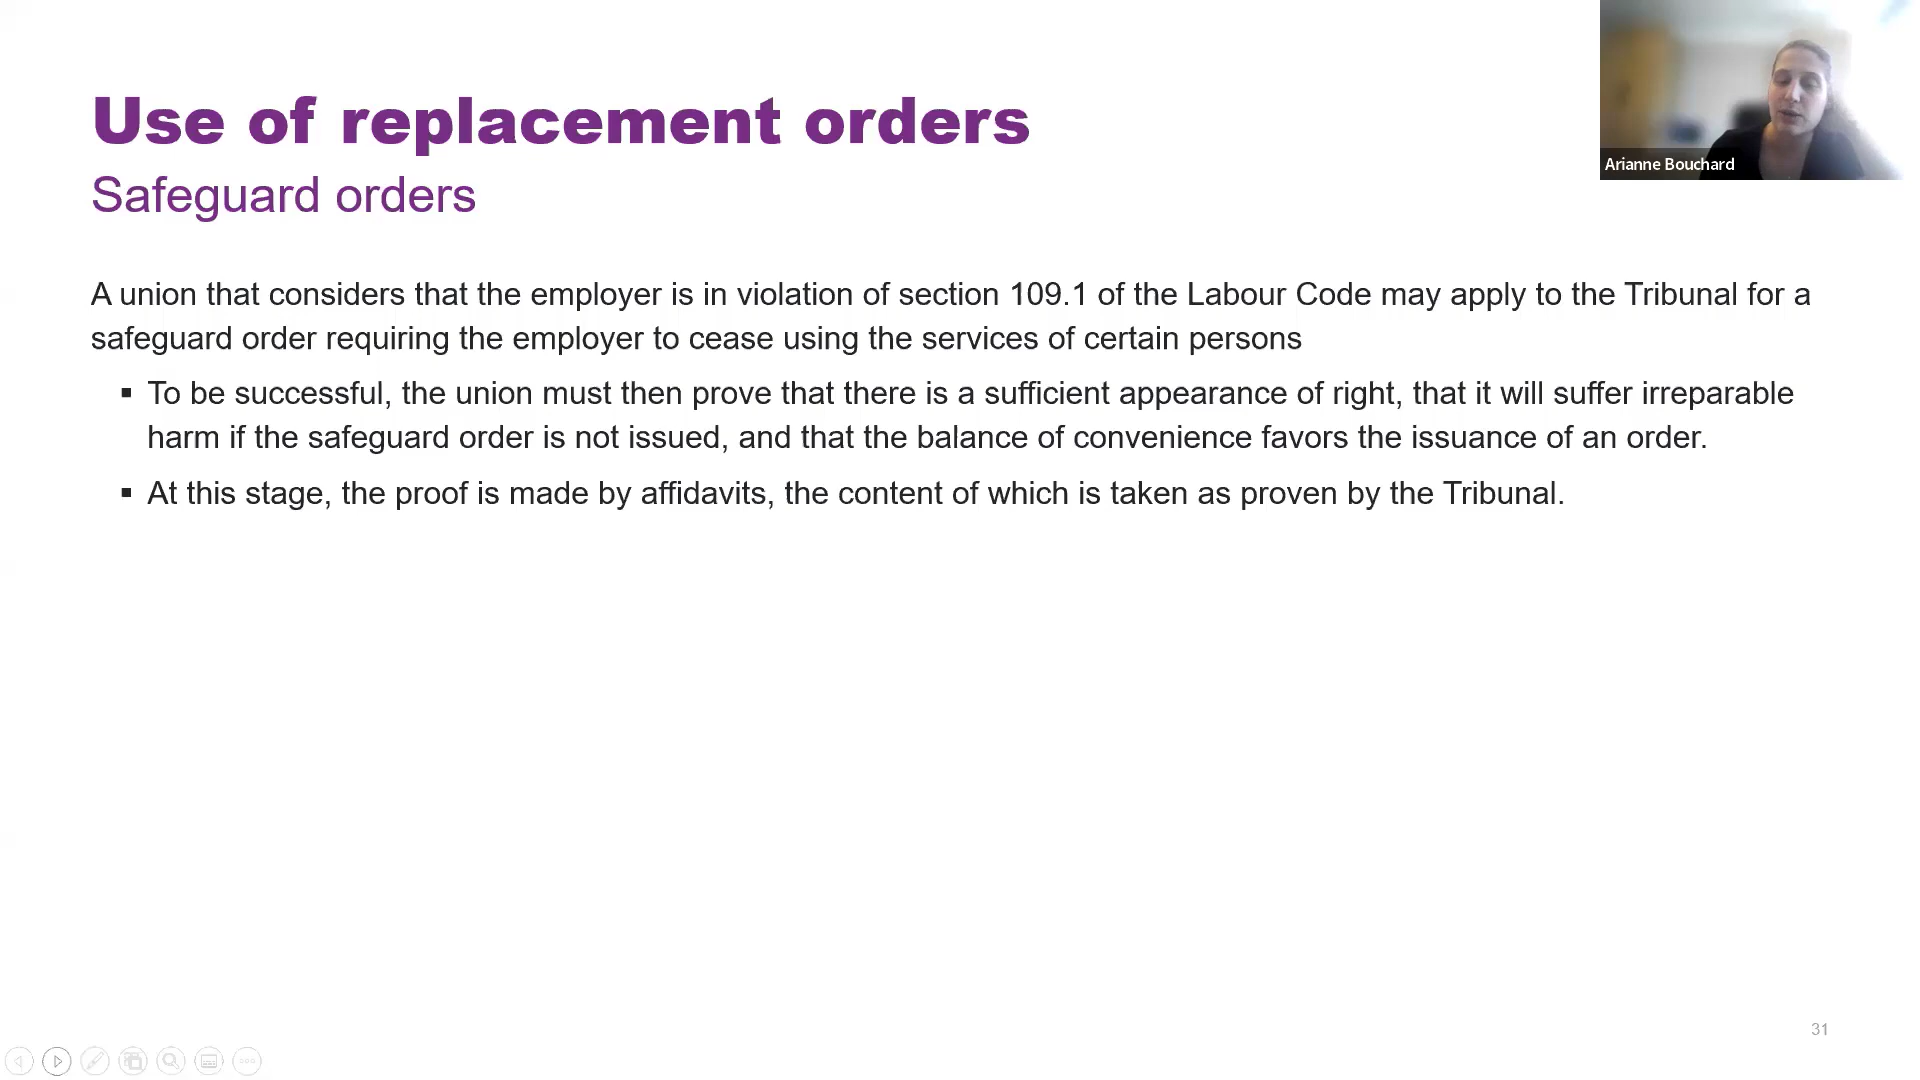 Use of replacement orders
Safeguard orders
Arianne Bouchard
A union that considers that the employer is in violation of section 109.1 of the Labour Code may apply to the Tribunal for a
safeguard order requiring the employer to cease using the services of certain persons
▪ To be successful, the union must then prove that there is a sufficient appearance of right, that it will suffer irreparable
harm if the safeguard order is not issued, and that the balance of convenience favors the issuance of an order.
▪ At this stage, the proof is made by affidavits, the content of which is taken as proven by the Tribunal.
31